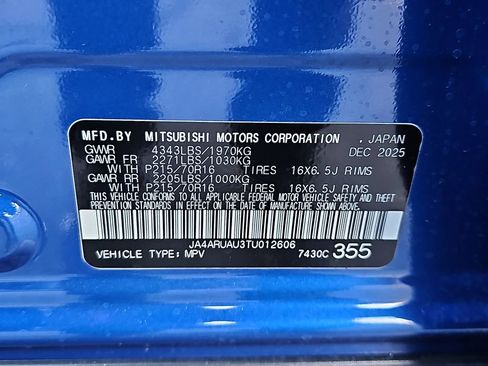 MFD.BY MITSUBISHI MOTORS CORPORATION , JAPAN
GVWR 4343LBS/1970KG DEC 2025
GAWR FR 2271LBS/1030KG
WITH P215/70R16 TIRES 16X6.5J RIMS
GAWR RR 2205LBS/1000KG
WITH P215/70R16 TIRES 16X6.5J RIMS
THIS VEHICLE CONFORMS TO ALL APPLICABLE FEDERAL MOTOR VEHICLE
SAFETY AND THEFT PREVENTION STANDARDS IN EFFECT ON THE DATE OF
MANUFACTURE SHOWN ABOVE.
JA4ARUAU3TU012606
VEHICLE TYPE: MPV 7430C 355